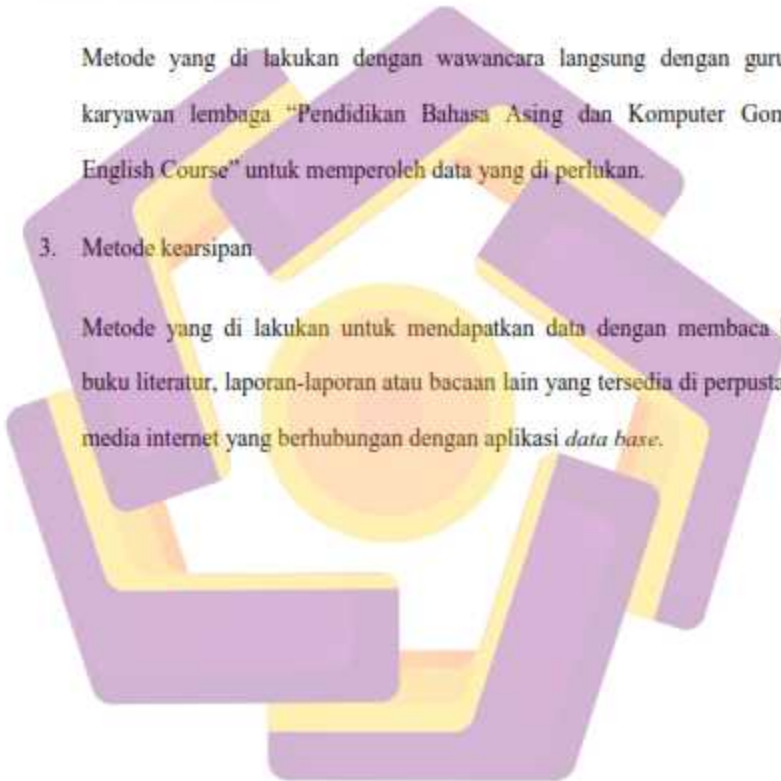 Metode yang di lakukan dengan wawancara langsung dengan guru
karyawan lembaga “Pendidikan Bahasa Asing dan Komputer
English Course” untuk memperoleh data yang di perlukan.
3. Metode kearsipan
Metode yang di lakukan untuk mendapatkan data dengan membaca
buku literatur, laporan-laporan atau bacaan lain yang tersedia di
media internet yang berhubungan dengan aplikasi data base.